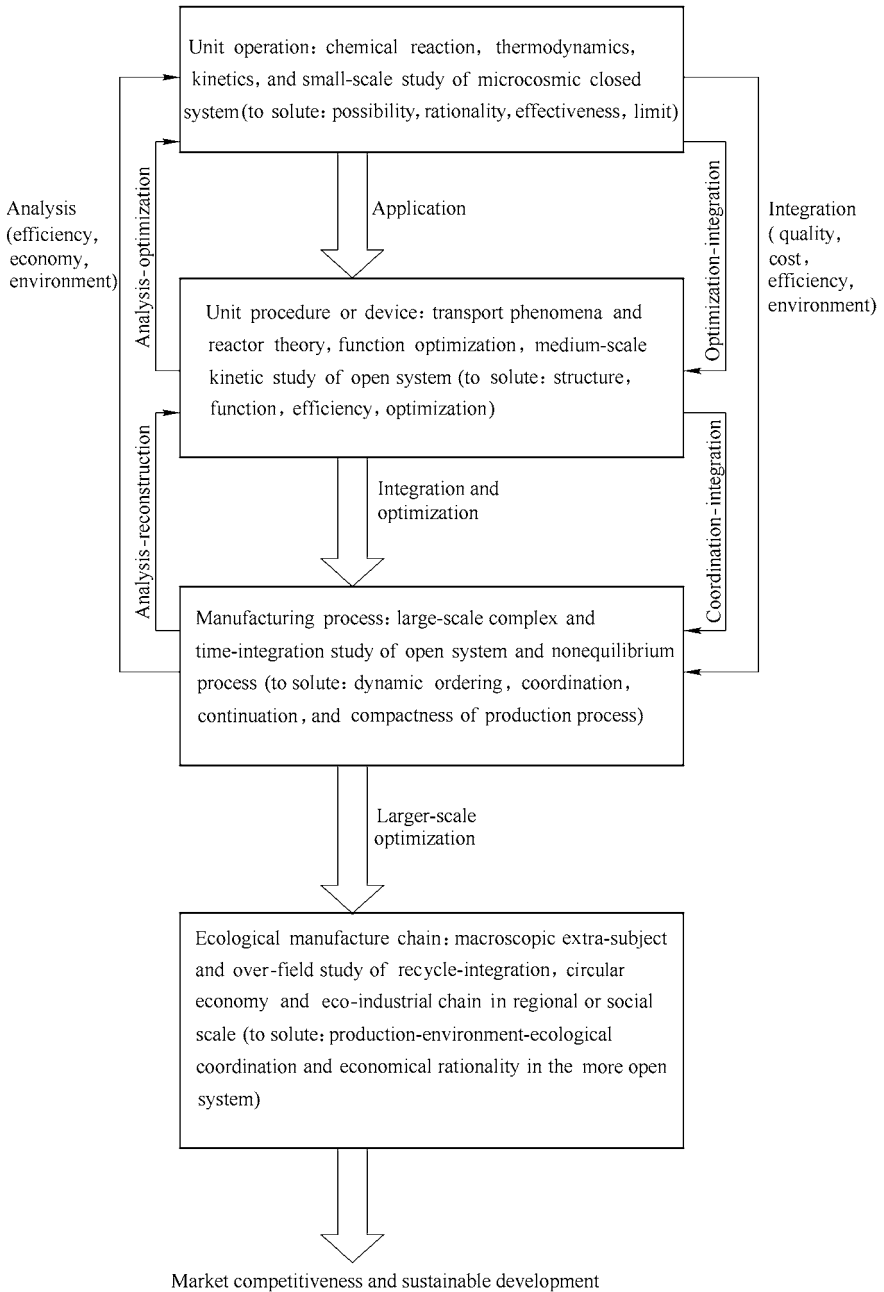 Unit operation: chemical reaction, thermodynamics,
kinetics, and small-scale study of microcosmic closed
system (to solute: possibility, rationality, effectiveness, limit)
Analysis
(efficiency,
economy,
environment)
Analysis-optimization
Application
Optimization-integration
Integration
( quality,
cost,
efficiency,
environment)
Unit procedure or device: transport phenomena and
reactor theory, function optimization, medium-scale
kinetic study of open system (to solute: structure,
function, efficiency, optimization)
Analysis-reconstruction
Integration and
optimization
Coordination-integration
Manufacturing process: large-scale complex and
time-integration study of open system and nonequilibrium
process (to solute: dynamic ordering, coordination,
continuation, and compactness of production process)
Larger-scale
optimization
Ecological manufacture chain: macroscopic extra-subject
and over-field study of recycle-integration, circular
economy and eco-industrial chain in regional or social
scale (to solute: production-environment-ecological
coordination and economical rationality in the more open
system)
Market competitiveness and sustainable development